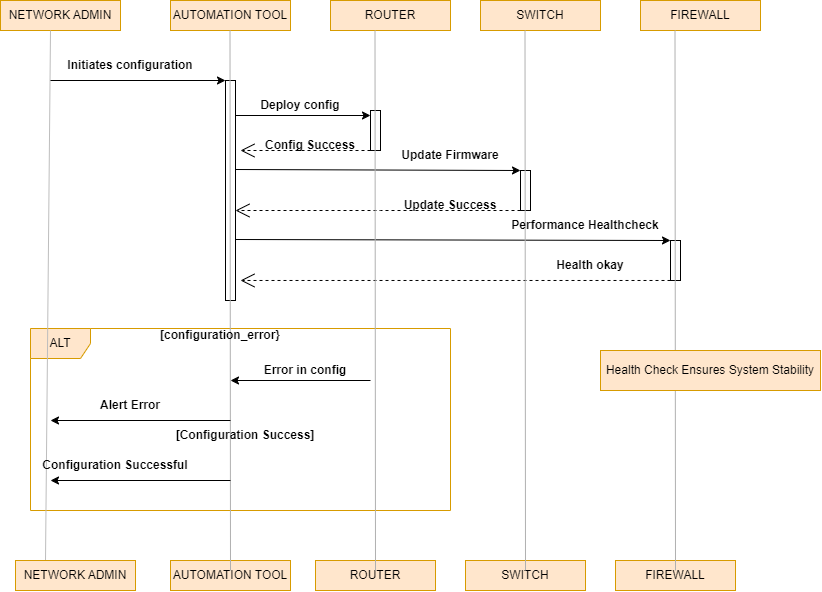 NETWORK ADMIN
AUTOMATION TOOL
ROUTER
SWITCH
FIREWALL
Initiates configuration
Deploy config
Config Success
Update Firmware
Update Success
Performance Healthcheck
Health okay
ALT
[configuration_error}
Error in config
Health Check Ensures System Stability
Alert Error
[Configuration Success]
Configuration Successful
NETWORK ADMIN
AUTOMATION TOOL
ROUTER
SWITCH
FIREWALL